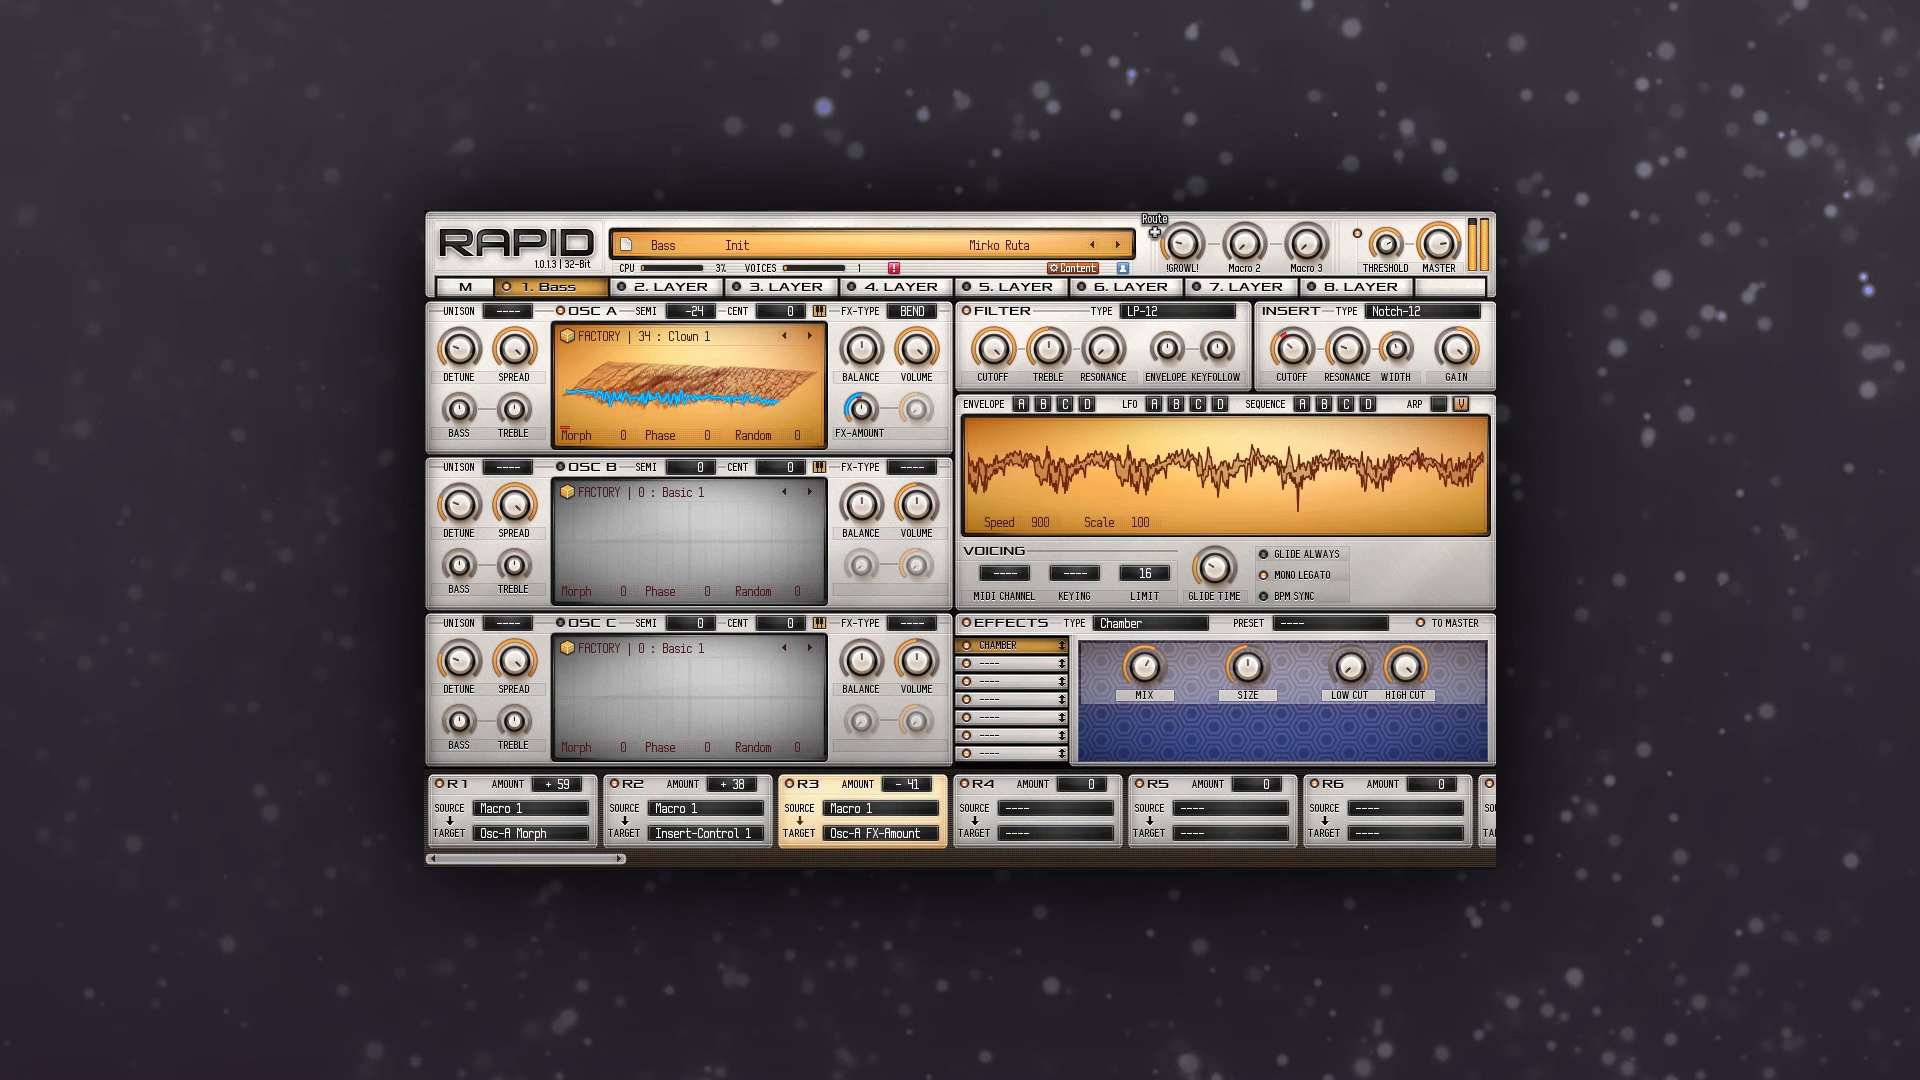 RAPID
1.0.1.3 | 32-Bit
Bass Init Mirko Ruta
CPU 3% VOICES 1 ! Content
Route
!GROWL! Macro 2 Macro 3 THRESHOLD MASTER
M 1. Bass 2. LAYER 3. LAYER 4. LAYER 5. LAYER 6. LAYER 7. LAYER 8. LAYER
UNISON ---- OSC A SEMI -24 CENT 0 FX-TYPE BEND
FACTORY | 34 : Clown 1
DETUNE SPREAD BALANCE VOLUME
BASS TREBLE FX-AMOUNT
Morph 0 Phase 0 Random 0
UNISON ---- OSC B SEMI 0 CENT 0 FX-TYPE ----
FACTORY | 0 : Basic 1
DETUNE SPREAD BALANCE VOLUME
BASS TREBLE
Morph 0 Phase 0 Random 0
UNISON ---- OSC C SEMI 0 CENT 0 FX-TYPE ----
FACTORY | 0 : Basic 1
DETUNE SPREAD BALANCE VOLUME
BASS TREBLE
Morph 0 Phase 0 Random 0
FILTER TYPE LP-12
CUTOFF TREBLE RESONANCE ENVELOPE KEYFOLLOW
INSERT TYPE Notch-12
CUTOFF RESONANCE WIDTH GAIN
ENVELOPE A B C D LFO A B C D SEQUENCE A B C D ARP V
Speed 900 Scale 100
VOICING
---- ---- 16
MIDI CHANNEL KEYING LIMIT GLIDE TIME
GLIDE ALWAYS
MONO LEGATO
BPM SYNC
EFFECTS TYPE Chamber PRESET ---- TO MASTER
CHAMBER
----
----
----
----
----
----
MIX SIZE LOW CUT HIGH CUT
R1 AMOUNT + 59
SOURCE Macro 1
TARGET Osc-A Morph
R2 AMOUNT + 38
SOURCE Macro 1
TARGET Insert-Control 1
R3 AMOUNT - 41
SOURCE Macro 1
TARGET Osc-A FX-Amount
R4 AMOUNT 0
SOURCE ----
TARGET ----
R5 AMOUNT 0
SOURCE ----
TARGET ----
R6 AMOUNT 0
SOURCE ----
TARGET ----